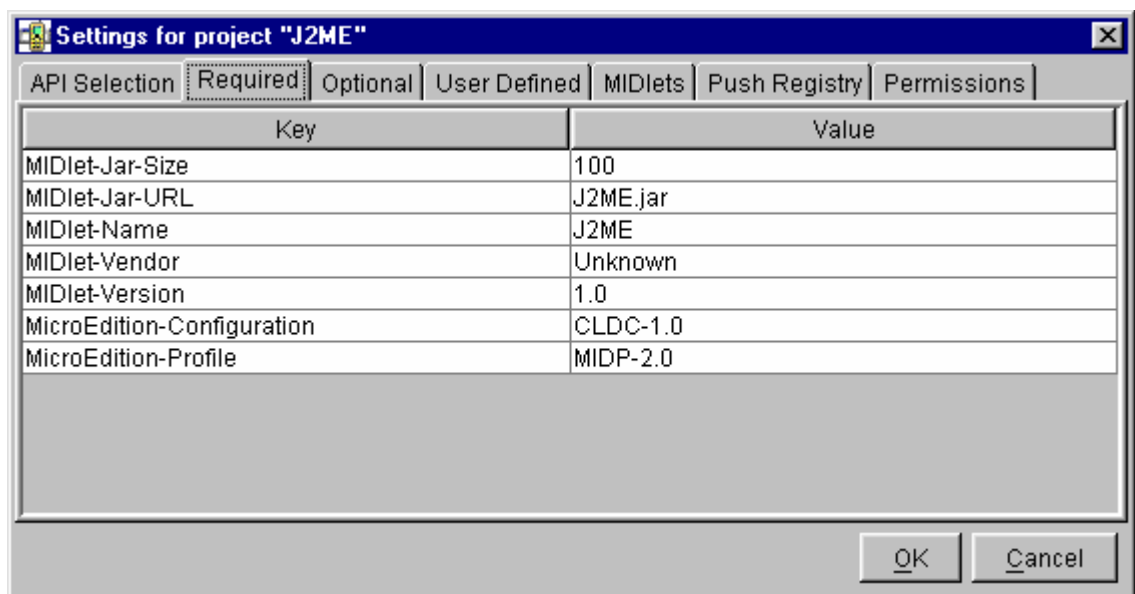 Settings for project "J2ME"
API Selection Required Optional User Defined MIDlets Push Registry Permissions
Key Value
MIDlet-Jar-Size 100
MIDlet-Jar-URL J2ME.jar
MIDlet-Name J2ME
MIDlet-Vendor Unknown
MIDlet-Version 1.0
MicroEdition-Configuration CLDC-1.0
MicroEdition-Profile MIDP-2.0
OK Cancel